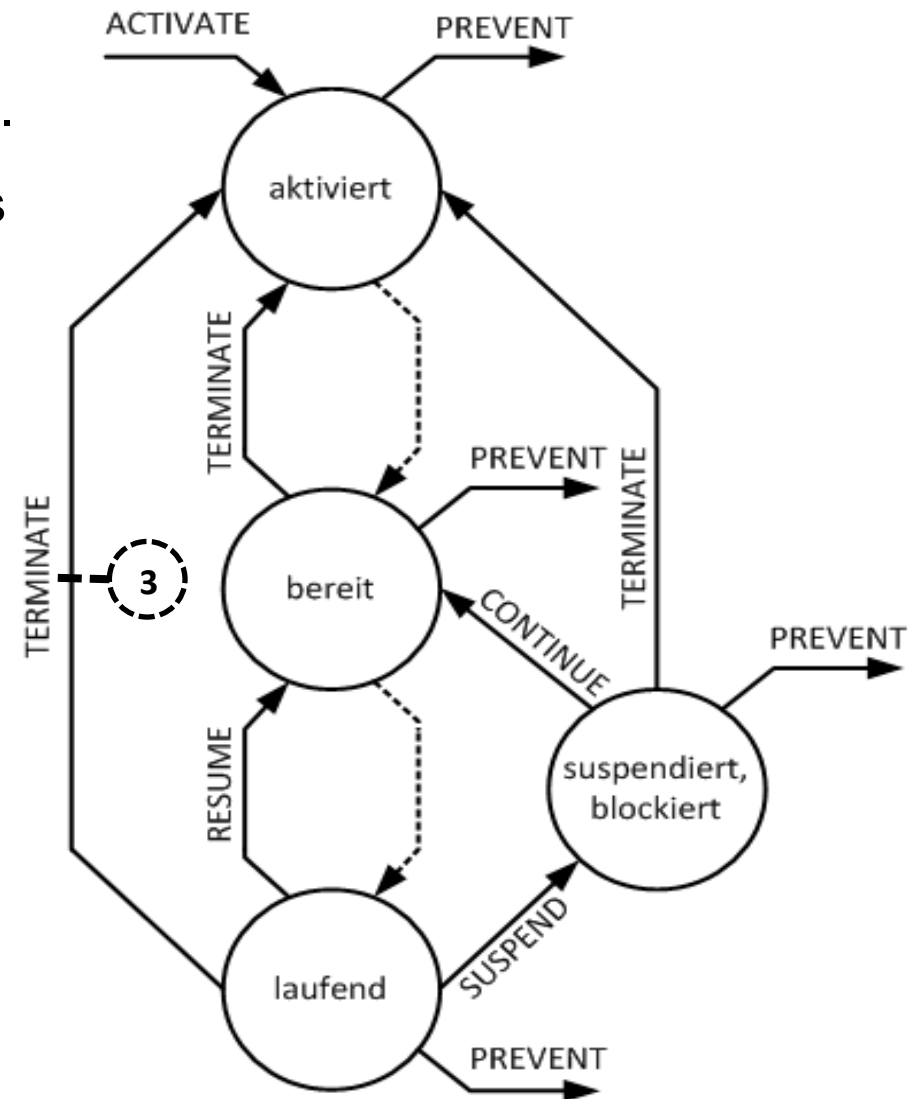 ACTIVATE
PREVENT
.
s
aktiviert
TERMINATE
PREVENT
TERMINATE
TERMINATE
3
bereit
CONTINUE
PREVENT
RESUME
suspendiert,
blockiert
SUSPEND
laufend
PREVENT